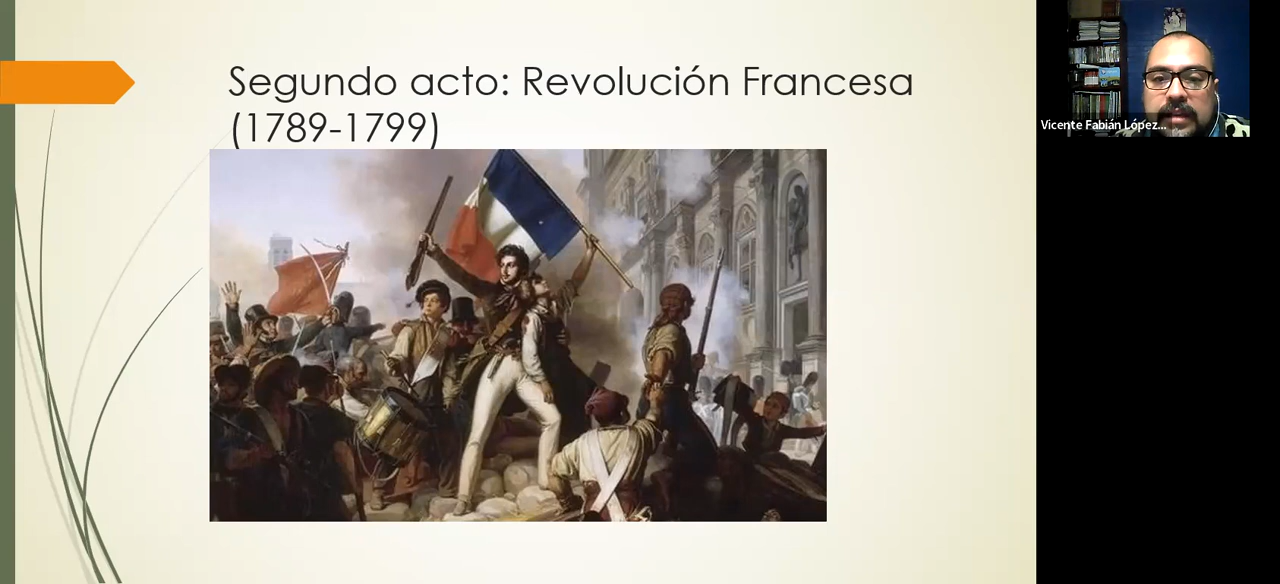 Segundo acto: Revolución Francesa
(1789-1799)
Vicente Fabián López...